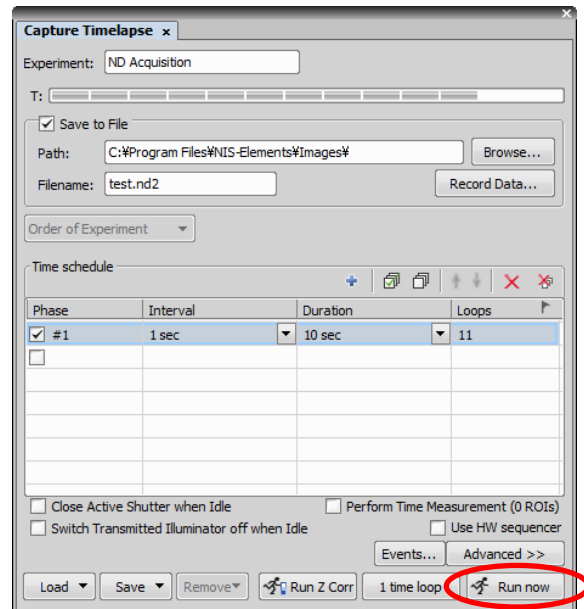 Capture Timelapse x
Experiment: ND Acquisition
T:
Save to File
Path: C:¥Program Files¥NIS-Elements¥Images¥ Browse...
Filename: test.nd2 Record Data...
Order of Experiment
Time schedule
Phase Interval Duration Loops
#1 1 sec 10 sec 11
Close Active Shutter when Idle Perform Time Measurement (0 ROIs)
Switch Transmitted Illuminator off when Idle Use HW sequencer
Events... Advanced >>
Load Save Remove Run Z Corr 1 time loop Run now